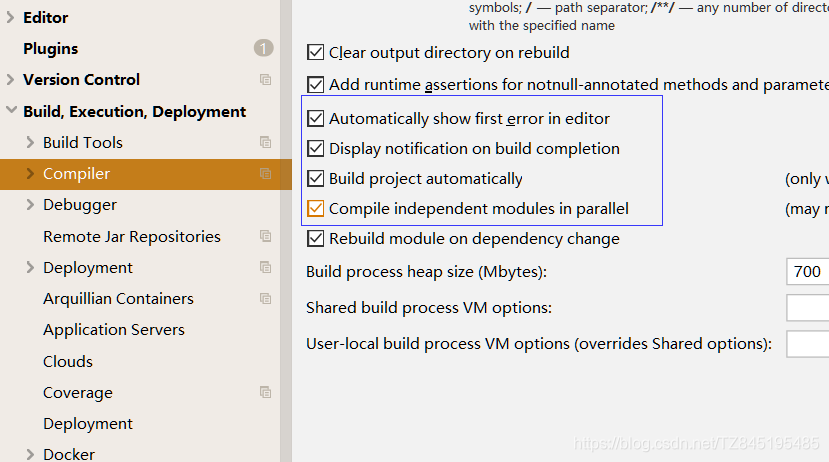 Editor
Plugins
1
Version Control
Build, Execution, Deployment
Build Tools
Compiler
Debugger
Remote Jar Repositories
Deployment
Arquillian Containers
Application Servers
Clouds
Coverage
Deployment
Docker
symbols; / — path separator; /**/ — any number of direc
with the specified name
Clear output directory on rebuild
Add runtime assertions for notnull-annotated methods and paramete
Automatically show first error in editor
Display notification on build completion
Build project automatically (only w
Compile independent modules in parallel (may r
Rebuild module on dependency change
Build process heap size (Mbytes): 700
Shared build process VM options:
User-local build process VM options (overrides Shared options):
https://blog.csdn.net/TZ845195485